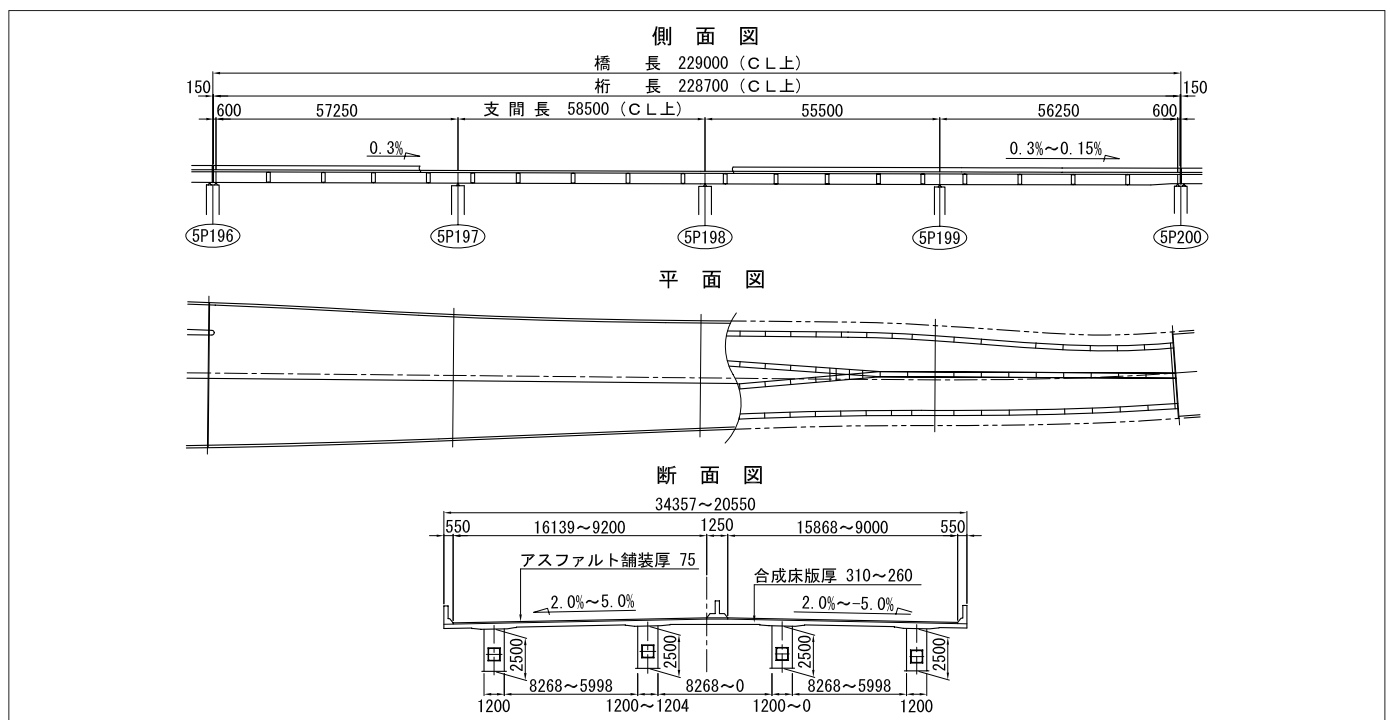 側 面 図
橋 長 229000（ＣＬ上）
150 桁 長 228700（ＣＬ上） 150
600 57250 支 間 長 58500（ＣＬ上） 55500 56250 600
0.3% 0.3%～0.15%
5P196 5P197 5P198 5P199 5P200
平 面 図
断 面 図
34357～20550
550 16139～9200 1250 15868～9000 550
アスファルト舗装厚 75
合成床版厚 310～260
2.0%～5.0% 2.0%～-5.0%
2500 2500 2500 2500
8268～5998 8268～0 8268～5998
1200 1200～1204 1200～0 1200